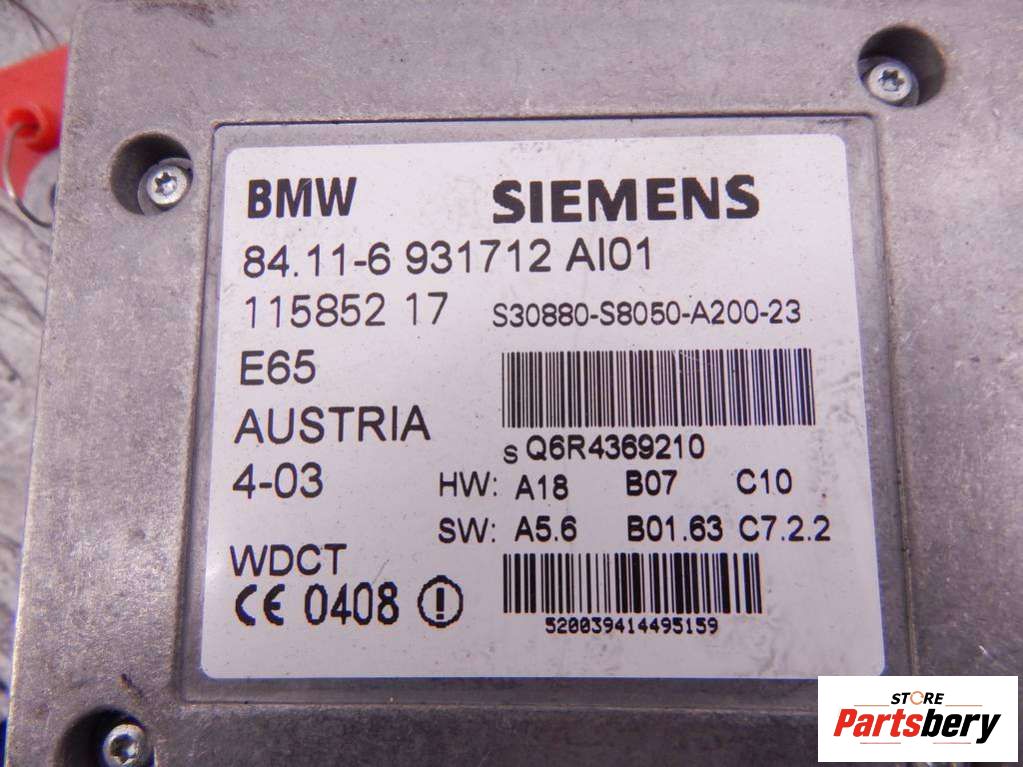 BMW SIEMENS
84.11-6 931712 AI01
115852 17 S30880-S8050-A200-23
E65
AUSTRIA
s Q6R4369210
4-03 HW: A18 B07 C10
SW: A5.6 B01.63 C7.2.2
WDCT
CE 0408
520039414495159
STORE
Partsbery